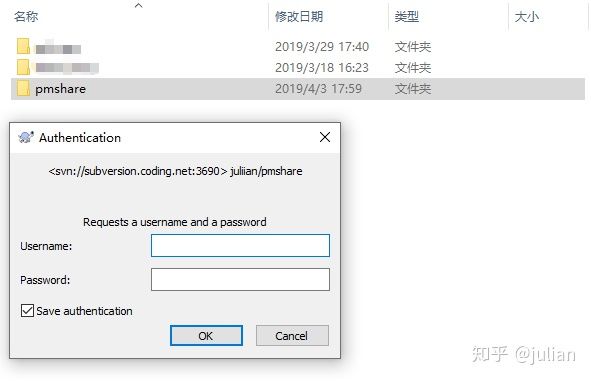 名称 修改日期 类型 大小
2019/3/29 17:40 文件夹
2019/3/18 16:23 文件夹
pmshare 2019/4/3 17:59 文件夹
Authentication
<svn://subversion.coding.net:3690> juliian/pmshare
Requests a username and a password
Username:
Password:
Save authentication
OK Cancel
知乎 @julian